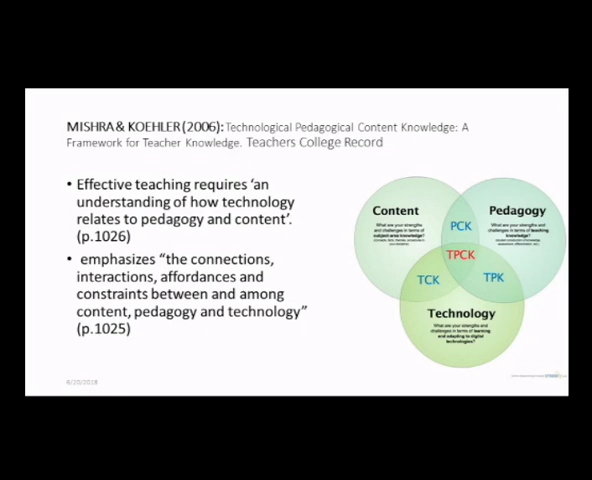 MISHRA & KOEHLER (2006): Technological Pedagogical Content Knowledge: A
Framework for Teacher Knowledge. Teachers College Record
• Effective teaching requires ‘an
understanding of how technology
relates to pedagogy and content’.
(p.1026)
• emphasizes “the connections,
interactions, affordances and
constraints between and among
content, pedagogy and technology”
(p.1025)
Content
What are your strengths
and challenges in terms of
subject-area knowledge?
Pedagogy
What are your strengths and
challenges in terms of teaching
knowledge?
PCK
TPCK
TCK
TPK
Technology
What are your strengths and
challenges in terms of learning
and adapting to digital
technologies?
6/20/2018